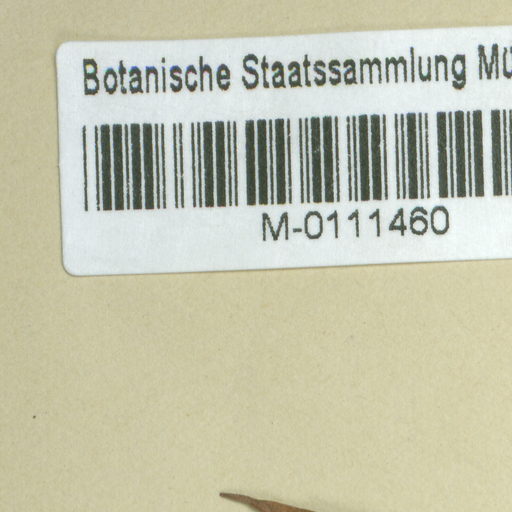 Botanische Staatssammlung Mü
M-0111460